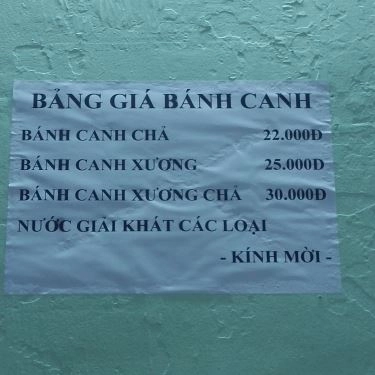 BẢNG GIÁ BÁNH CANH
BÁNH CANH CHẢ 22.000Đ
BÁNH CANH XƯƠNG 25.000Đ
BÁNH CANH XƯƠNG CHẢ 30.000Đ
NƯỚC GIẢI KHÁT CÁC LOẠI
- KÍNH MỜI -